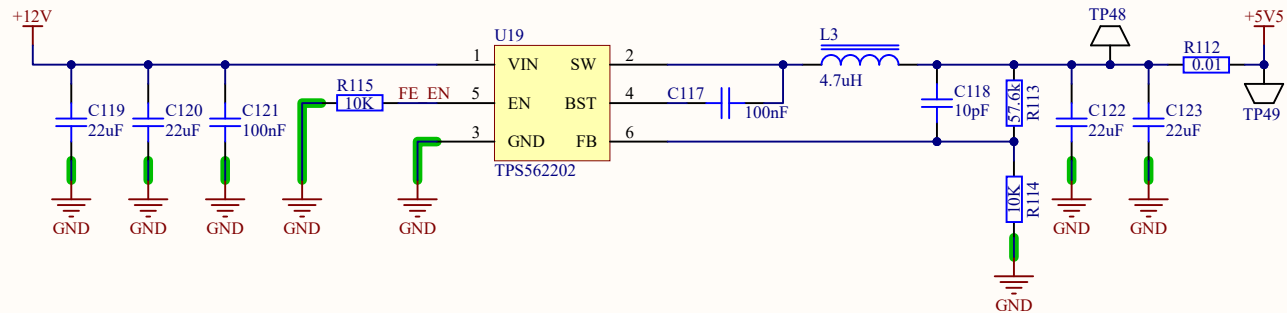 +12V
TP48
+5V5
U19
L3
R112
1
VIN
SW
2
0.01
4.7uH
R115
10K
FE_EN
5
EN
BST
4
C117
100nF
C118
10pF
57.6k
R113
C119
22uF
C120
22uF
C121
100nF
C122
22uF
C123
22uF
TP49
3
GND
FB
6
TPS562202
10K
R114
GND
GND
GND
GND
GND
GND
GND
GND